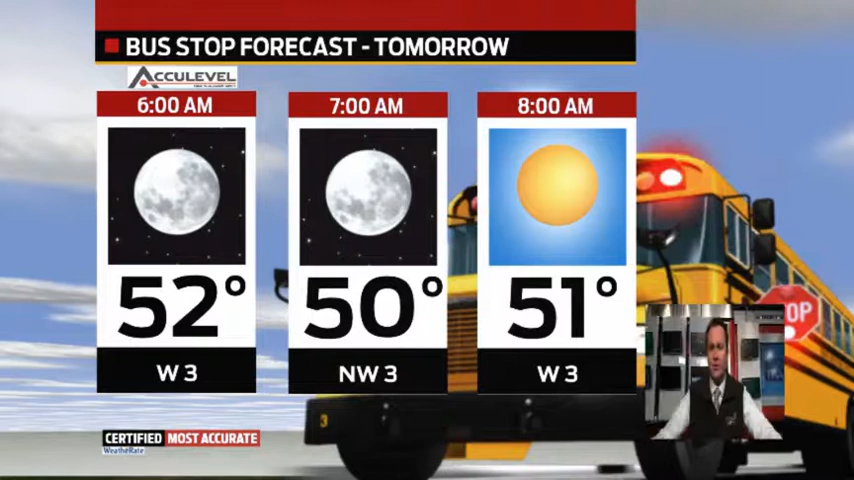 BUS STOP FORECAST - TOMORROW
ACCULEVEL
6:00 AM
7:00 AM
8:00 AM
52°
50°
51°
W 3
NW 3
W 3
STOP
3
CERTIFIED MOST ACCURATE
WeatheRate